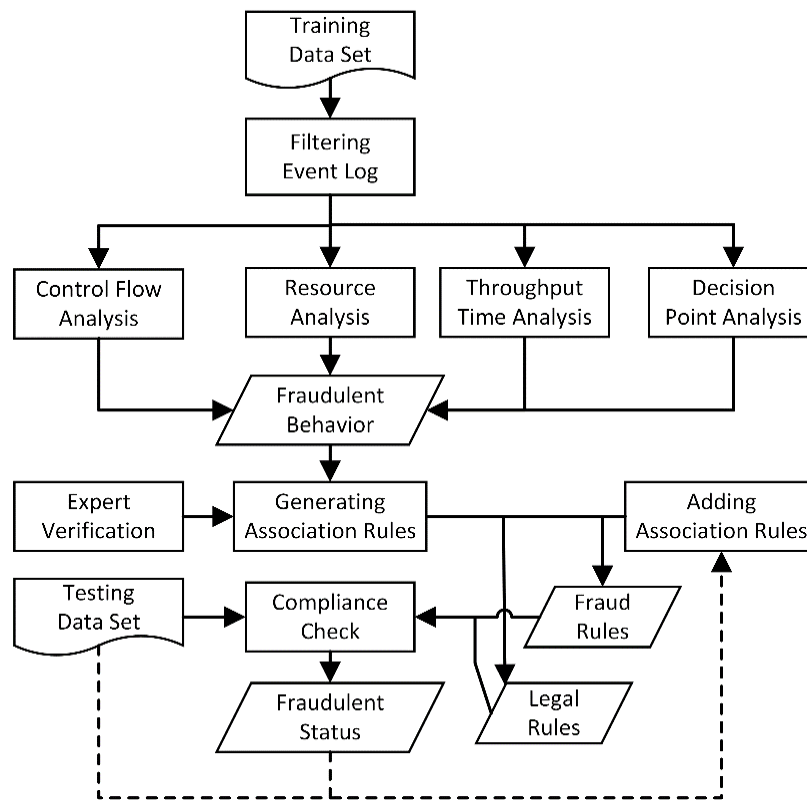 Training
Data Set
Filtering
Event Log
Control Flow
Analysis
Resource
Analysis
Throughput
Time Analysis
Decision
Point Analysis
Fraudulent
Behavior
Expert
Verification
Generating
Association Rules
Adding
Association Rules
Testing
Data Set
Compliance
Check
Fraud
Rules
Fraudulent
Status
Legal
Rules